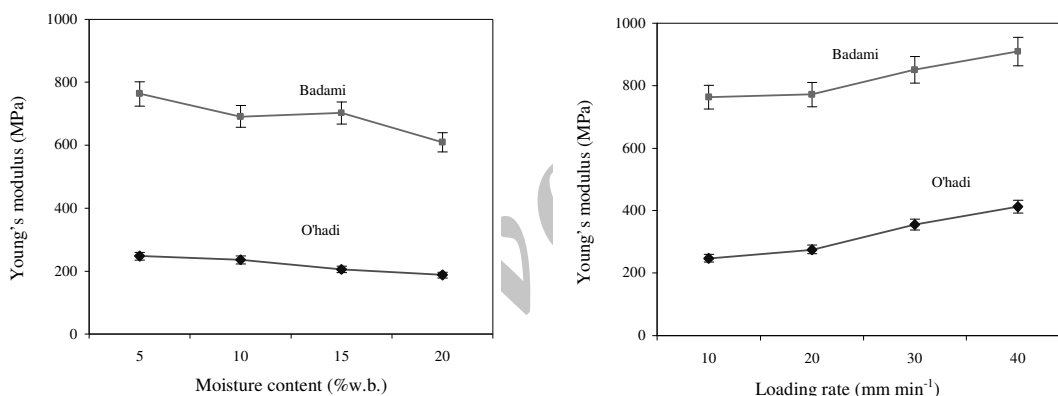 1000
800
600
400
200
0
Young's modulus (MPa)
Badami
O'hadi
5 10 15 20
Moisture content (%w.b.)
1000
800
600
400
200
0
Young's modulus (MPa)
Badami
O'hadi
10 20 30 40
Loading rate (mm min⁻¹)